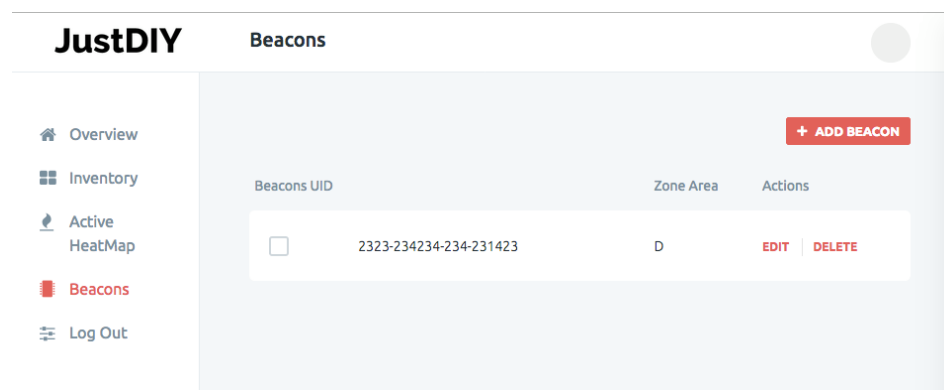 JustDIY
Beacons
Overview
Inventory
Active
HeatMap
Beacons
Log Out
+ ADD BEACON
Beacons UID Zone Area Actions
2323-234234-234-231423 D EDIT DELETE